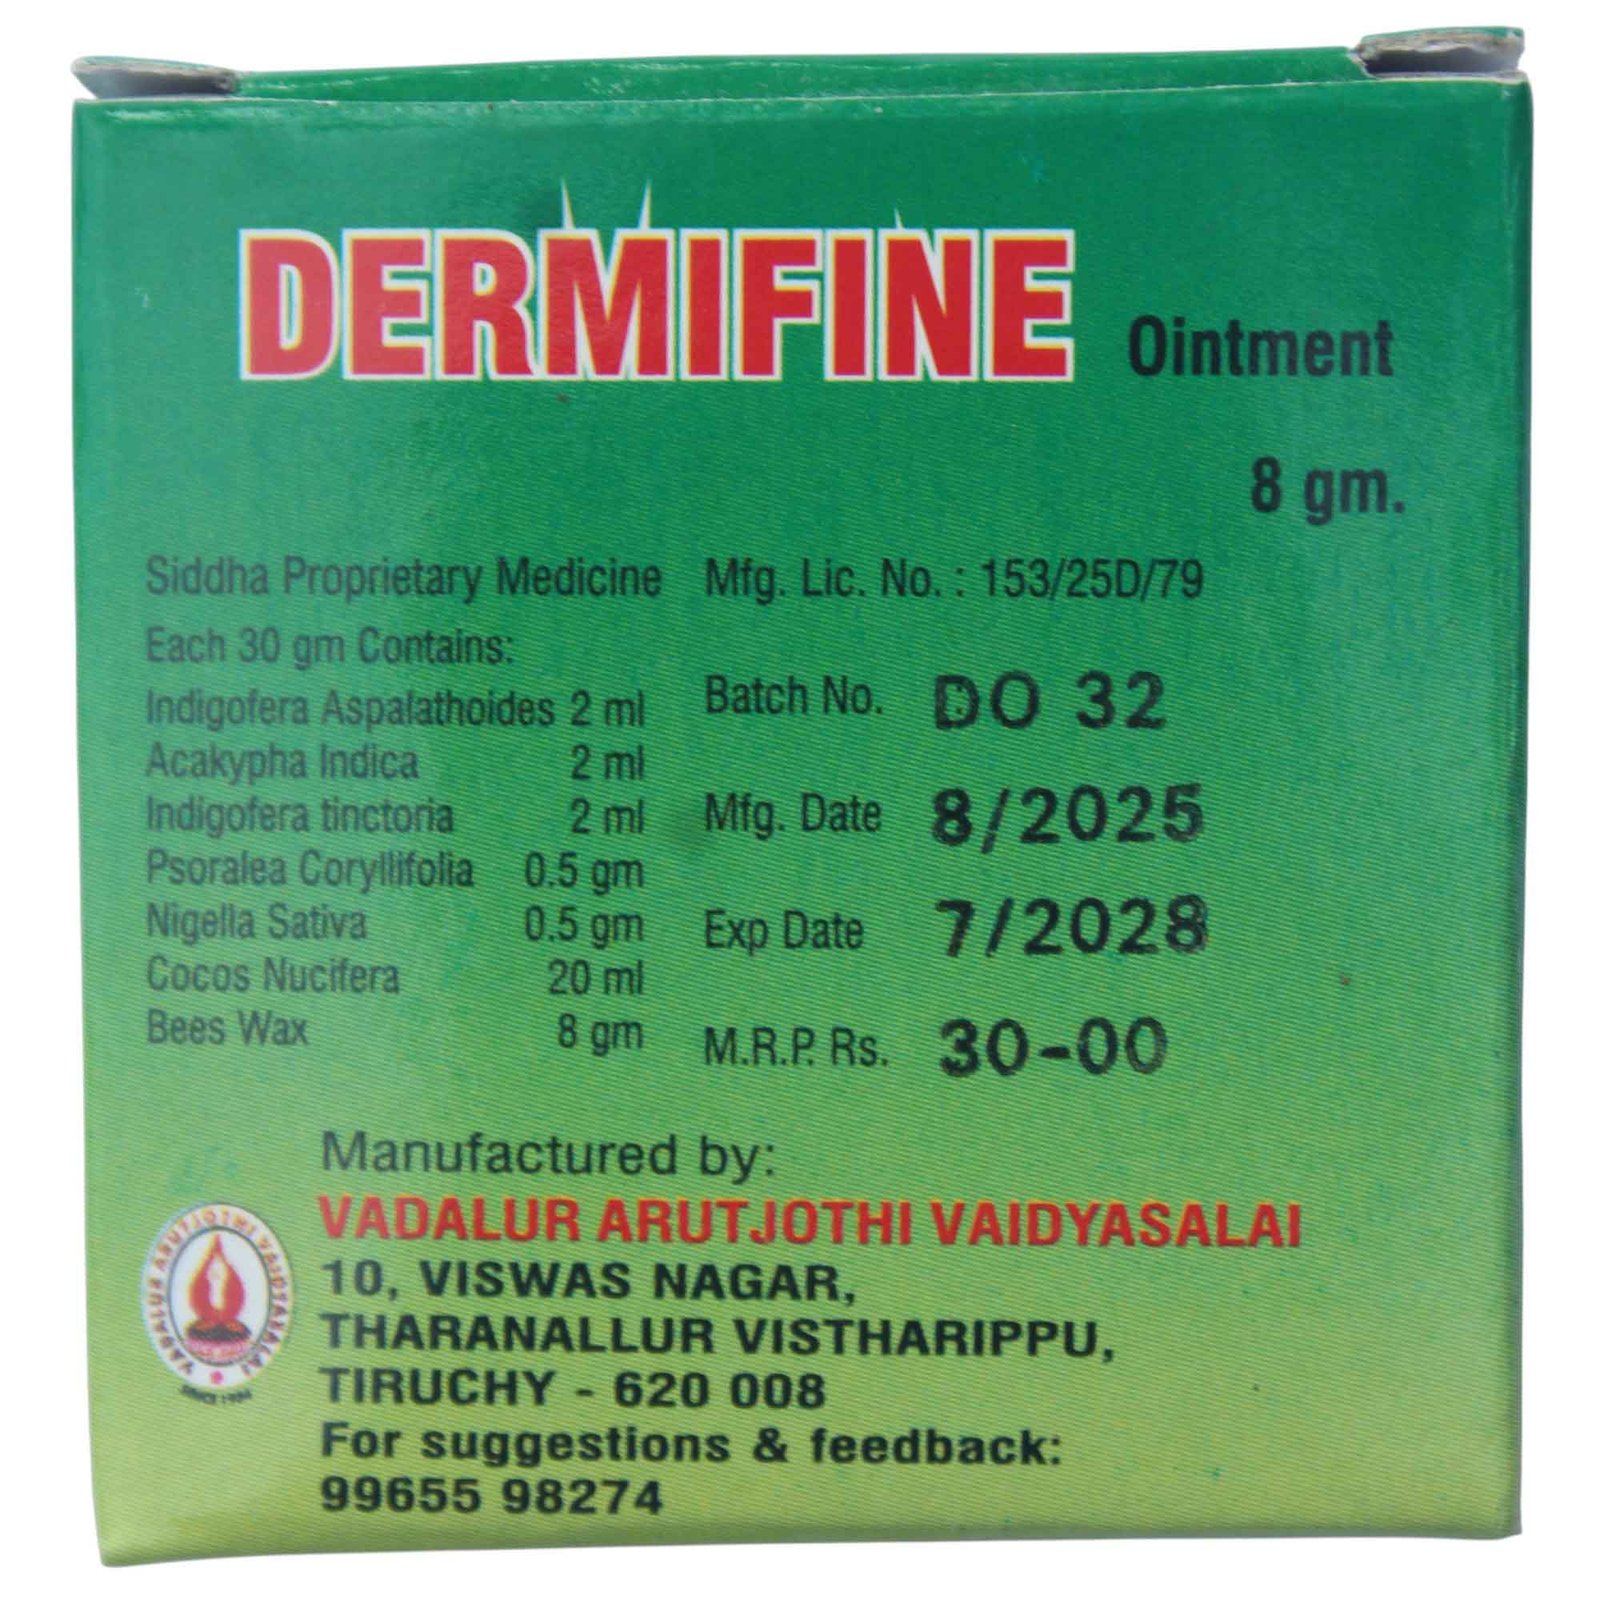 DERMIFINE Ointment
8 gm.
Siddha Proprietary Medicine
Each 30 gm Contains:
Indigofera Aspalathoides 2 ml
Acakypha Indica 2 ml
Indigofera tinctoria 2 ml
Psoralea Coryllifolia 0.5 gm
Nigella Sativa 0.5 gm
Cocos Nucifera 20 ml
Bees Wax 8 gm
Mfg. Lic. No. : 153/25D/79
Batch No. DO 32
Mfg. Date 8/2025
Exp Date 7/2028
M.R.P. Rs. 30-00
Manufactured by:
VADALUR ARUTJOTHI VAIDYASALAI
10, VISWAS NAGAR,
THARANALLUR VISTHARIPPU,
TIRUCHY - 620 008
For suggestions & feedback:
99655 98274
VADALUR ARUTJOTHI VAIDYASALAI